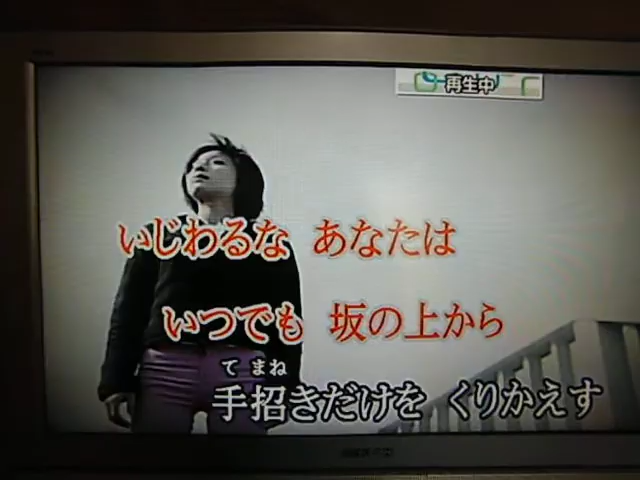 再生中
いじわるな あなたは
いつでも 坂の上から
て まね
手招きだけを くりかえす